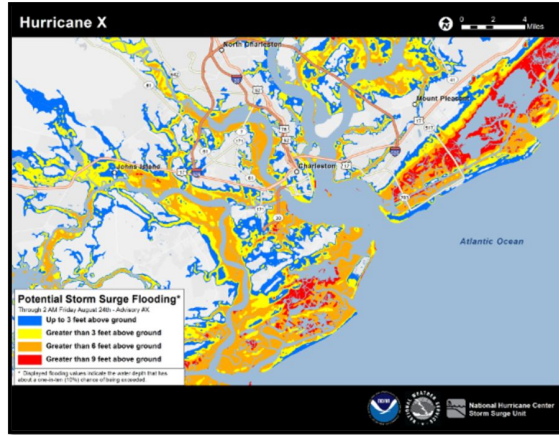 Hurricane X
0 2 4
Miles
North Charleston
Mount Pleasant
Johns Island
Charleston
Atlantic Ocean
Potential Storm Surge Flooding*
Through 2 AM Friday August 24th - Advisory #X
Up to 3 feet above ground
Greater than 3 feet above ground
Greater than 6 feet above ground
Greater than 9 feet above ground
* Displayed flooding values indicate the water depth that has
about a one-in-ten (10%) chance of being exceeded.
National Hurricane Center
Storm Surge Unit